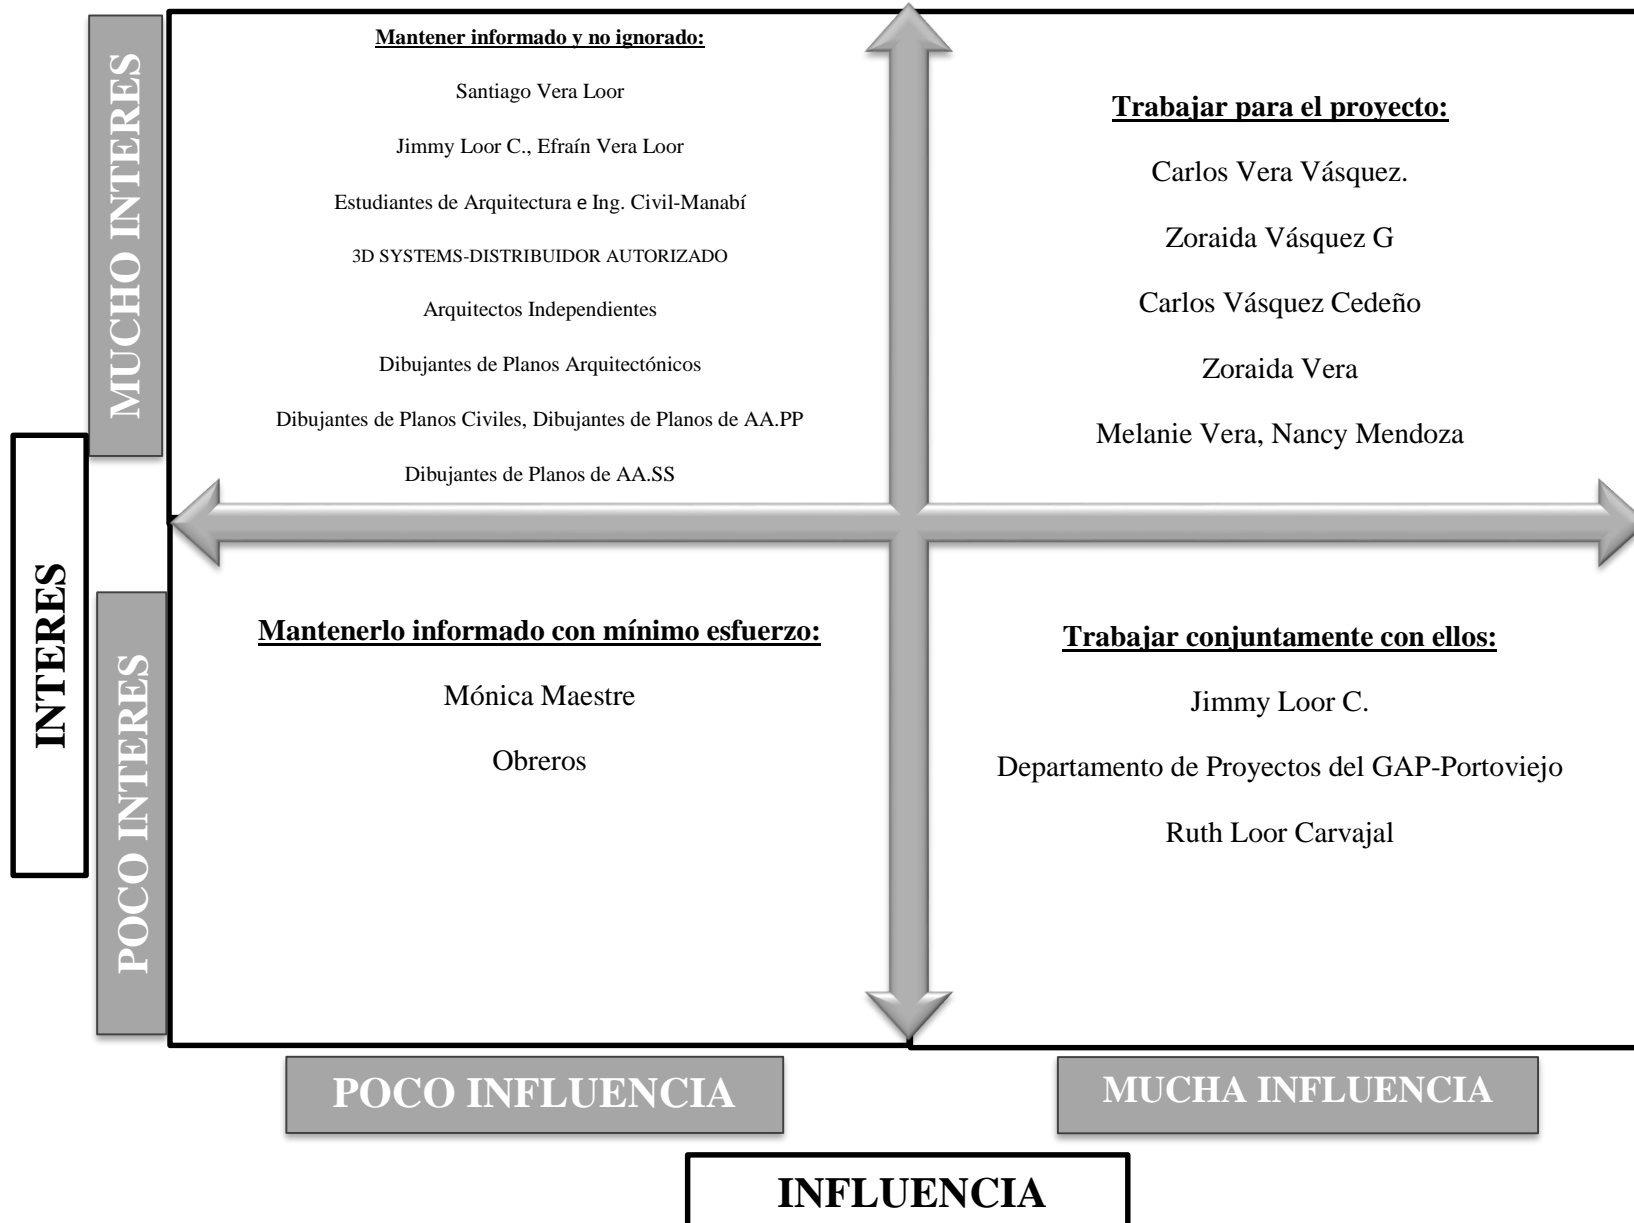 MUCHO INTERES
Mantener informado y no ignorado:
Santiago Vera Loor
Jimmy Loor C., Efraín Vera Loor
Estudiantes de Arquitectura e Ing. Civil-Manabí
3D SYSTEMS-DISTRIBUIDOR AUTORIZADO
Arquitectos Independientes
Dibujantes de Planos Arquitectónicos
Dibujantes de Planos Civiles, Dibujantes de Planos de AA.PP
Dibujantes de Planos de AA.SS
Trabajar para el proyecto:
Carlos Vera Vásquez.
Zoraida Vásquez G
Carlos Vásquez Cedeño
Zoraida Vera
Melanie Vera, Nancy Mendoza
INTERES
POCO INTERES
Mantenerlo informado con mínimo esfuerzo:
Mónica Maestre
Obreros
Trabajar conjuntamente con ellos:
Jimmy Loor C.
Departamento de Proyectos del GAP-Portoviejo
Ruth Loor Carvajal
POCO INFLUENCIA
MUCHA INFLUENCIA
INFLUENCIA